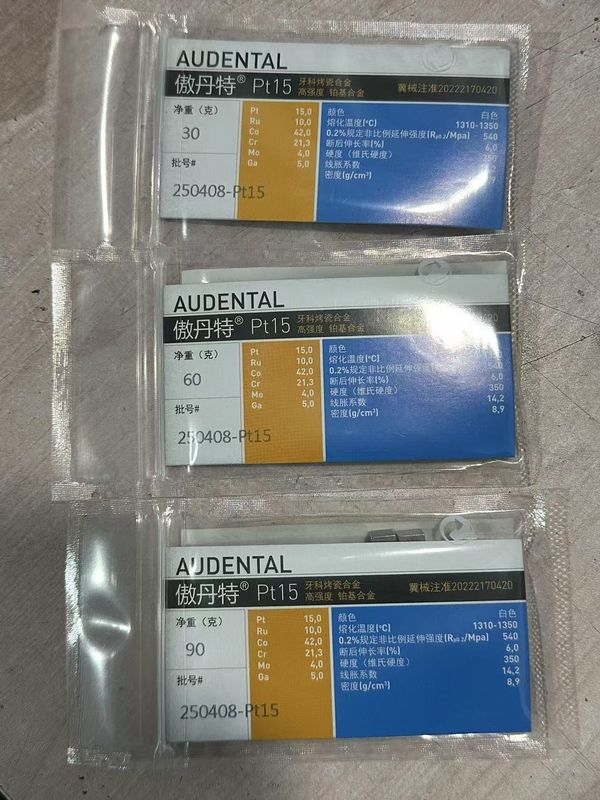 AUDENTAL
傲丹特® Pt15 牙科烤瓷合金 高强度 铂基合金 冀械注准20222170420
净重（克）
30
批号#
250408-Pt15
Pt 15,0
Ru 10,0
Co 42,0
Cr 21,3
Mo 4,0
Ga 5,0
颜色 白色
熔化温度(°C) 1310-1350
0.2%规定非比例延伸强度(Rp0.2/Mpa) 540
断后伸长率(%) 6,0
硬度（维氏硬度） 350
线胀系数
密度(g/cm³)
AUDENTAL
傲丹特® Pt15 牙科烤瓷合金 高强度 铂基合金
净重（克）
60
批号#
250408-Pt15
Pt 15,0
Ru 10,0
Co 42,0
Cr 21,3
Mo 4,0
Ga 5,0
颜色
熔化温度(°C)
0.2%规定非比例延伸强度 540
断后伸长率(%) 6,0
硬度（维氏硬度） 350
线胀系数 14,2
密度(g/cm³) 8,9
AUDENTAL
傲丹特® Pt15 牙科烤瓷合金 高强度 铂基合金 冀械注准20222170420
净重（克）
90
批号#
250408-Pt15
Pt 15,0
Ru 10,0
Co 42,0
Cr 21,3
Mo 4,0
Ga 5,0
颜色 白色
熔化温度(°C) 1310-1350
0.2%规定非比例延伸强度(Rp0.2/Mpa) 540
断后伸长率(%) 6,0
硬度（维氏硬度） 350
线胀系数 14,2
密度(g/cm³) 8,9